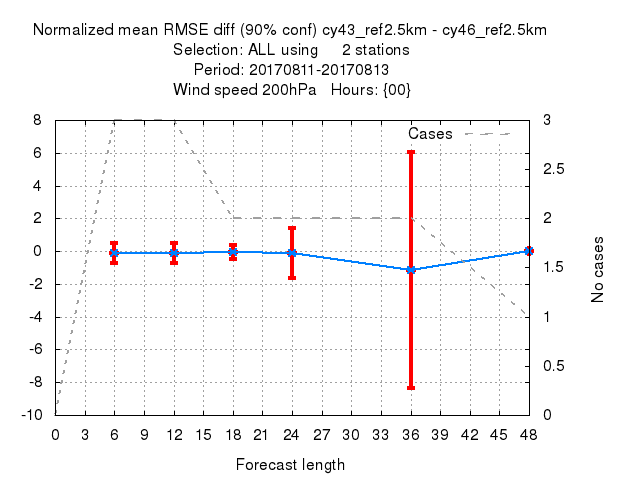 Normalized mean RMSE diff (90% conf) cy43_ref2.5km - cy46_ref2.5km
Selection: ALL using 2 stations
Period: 20170811-20170813
Wind speed 200hPa Hours: {00}
Cases
8
6
4
2
0
-2
-4
-6
-8
-10
3
2.5
2
1.5
1
0.5
0
No cases
0 3 6 9 12 15 18 21 24 27 30 33 36 39 42 45 48
Forecast length